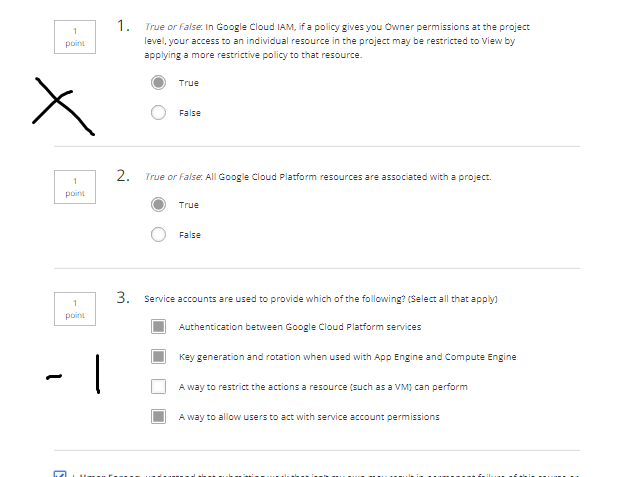 1
point
1. True or False: In Google Cloud IAM, if a policy gives you Owner permissions at the project
level, your access to an individual resource in the project may be restricted to View by
applying a more restrictive policy to that resource.
True
False
1
point
2. True or False: All Google Cloud Platform resources are associated with a project.
True
False
1
point
3. Service accounts are used to provide which of the following? (Select all that apply)
Authentication between Google Cloud Platform services
Key generation and rotation when used with App Engine and Compute Engine
A way to restrict the actions a resource (such as a VM) can perform
A way to allow users to act with service account permissions
- 1